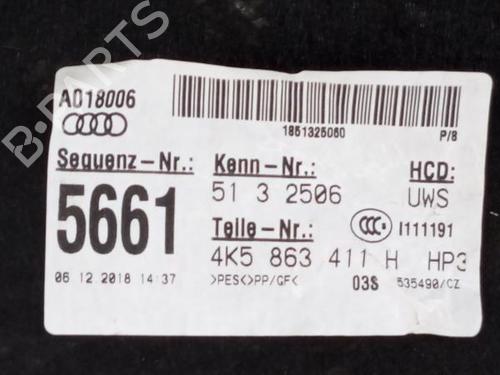 B-PARTS
A018006
1851325060
P/8
Sequenz-Nr.:
Kenn-Nr.:
HCD:
5661
51 3 2506
UWS
Teile-Nr.:
CCC
I111191
4K5 863 411 H HP3
06 12.2018 14:37
>PES<>PP/GF<
03S
535490/CZ